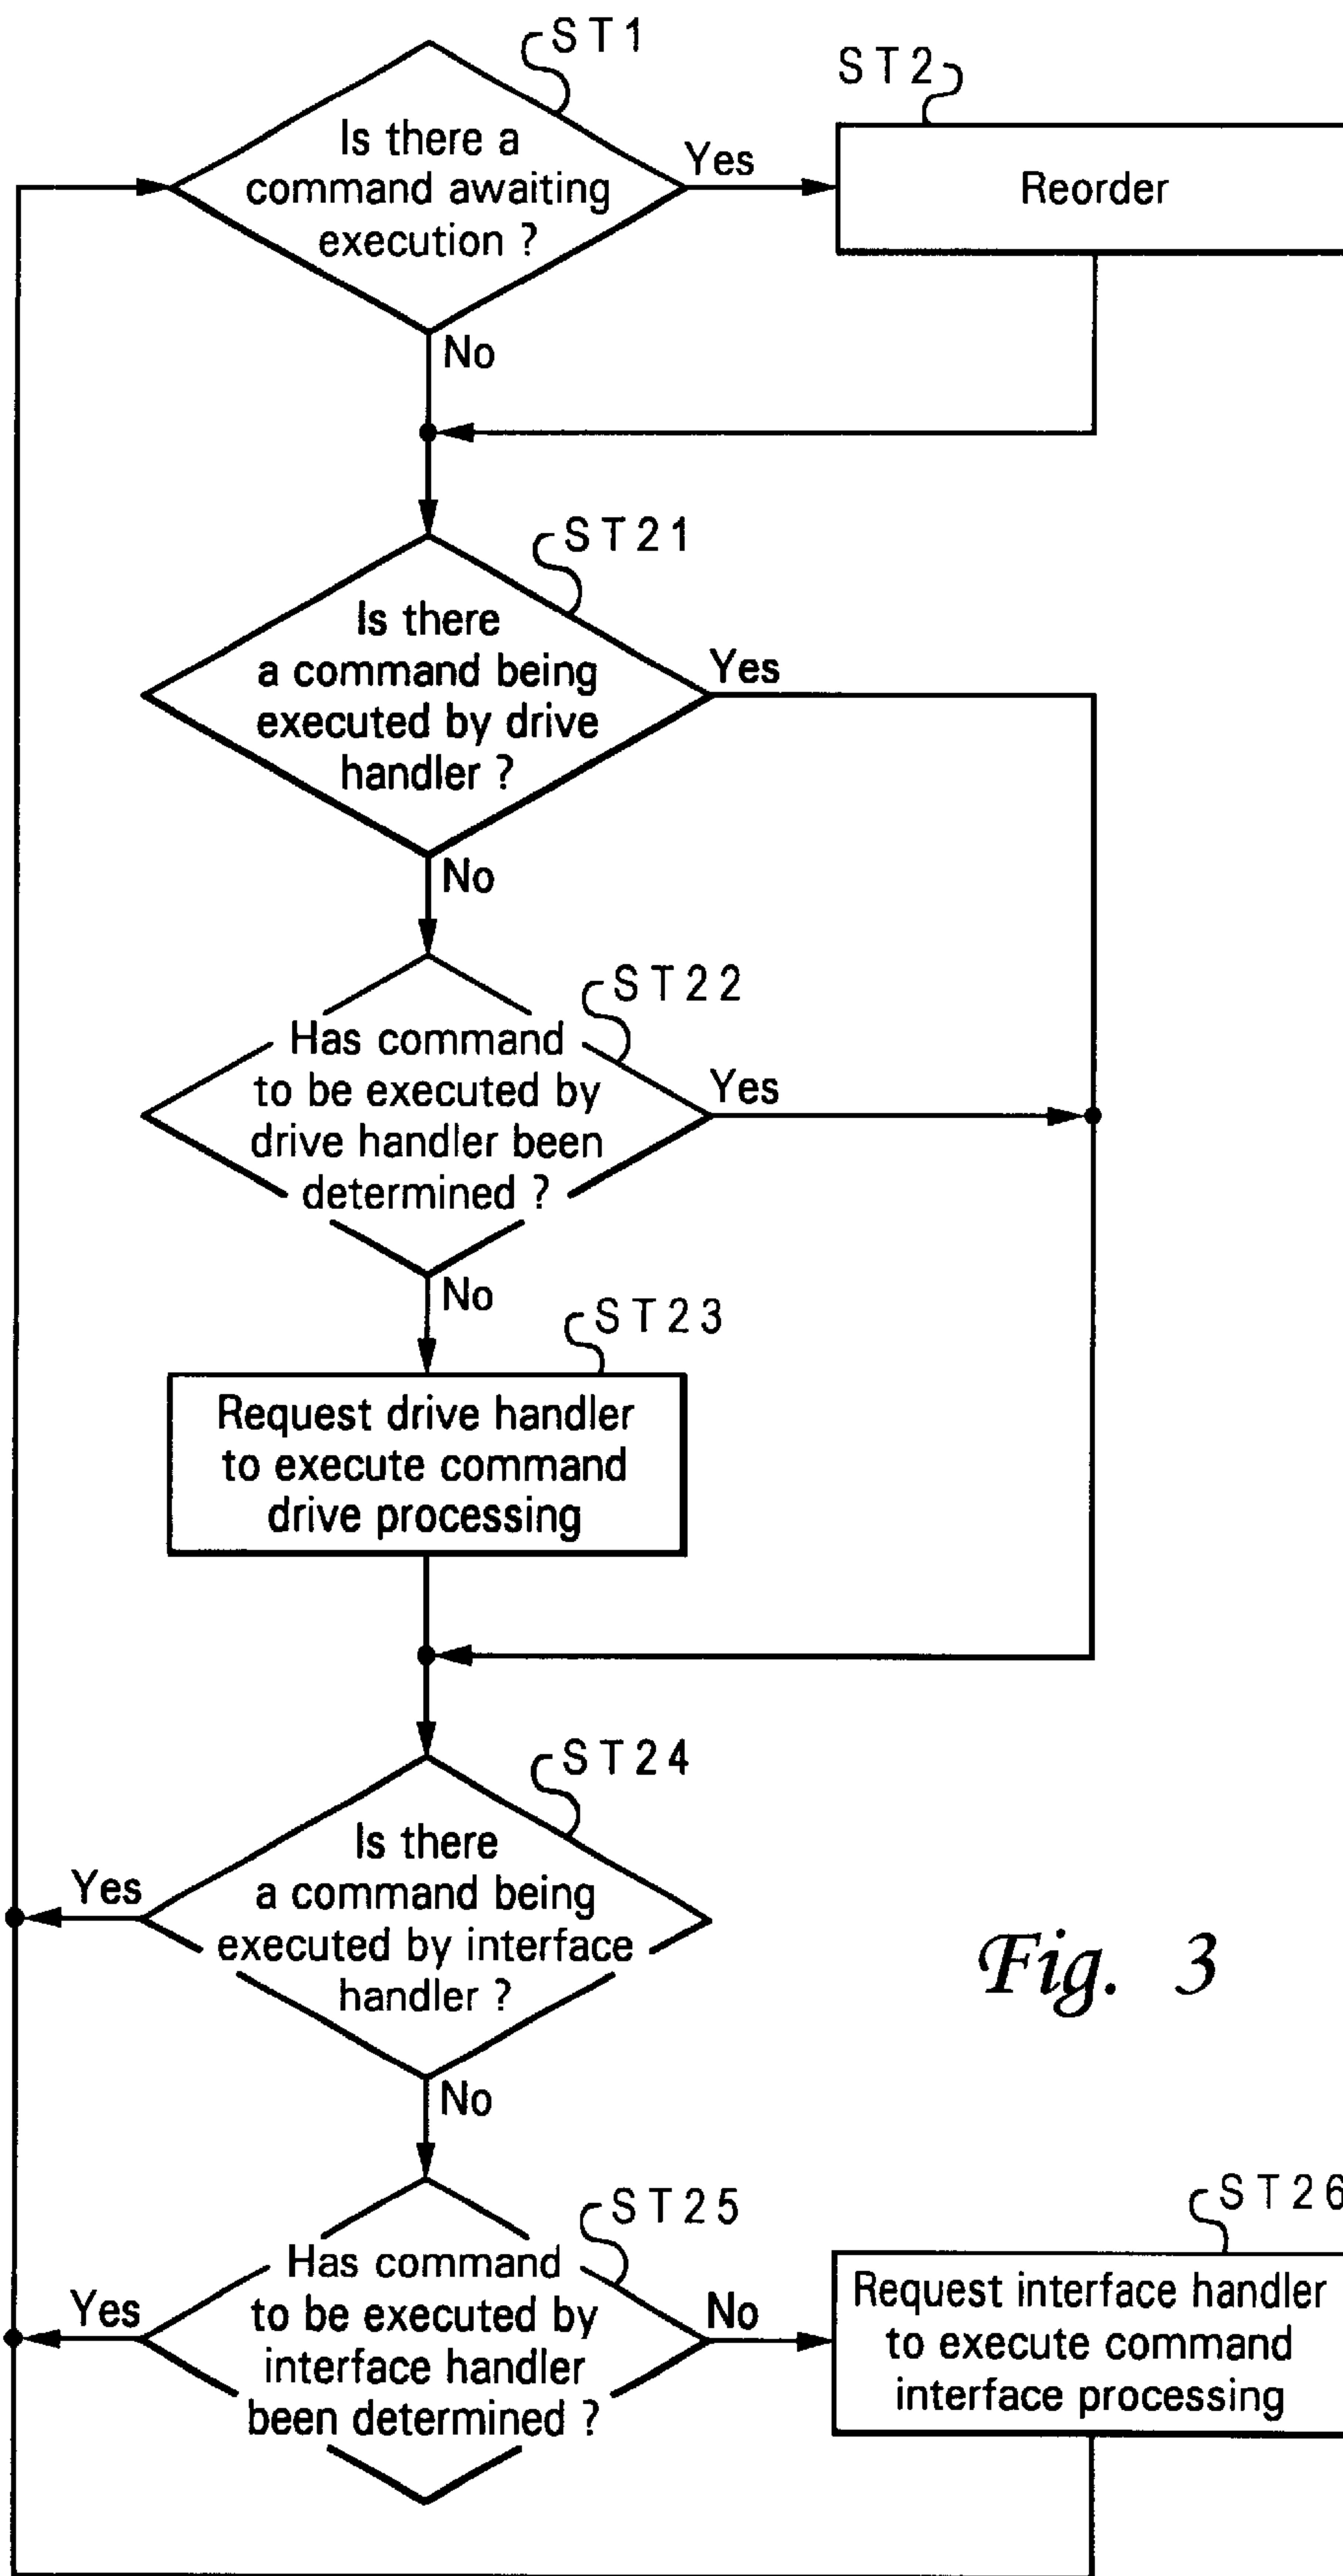 ST1
Is there a
command awaiting
execution ?
Yes
ST2
Reorder
No
ST21
Is there
a command being
executed by drive
handler ?
Yes
No
ST22
Has command
to be executed by
drive handler been
determined ?
Yes
No
ST23
Request drive handler
to execute command
drive processing
ST24
Is there
a command being
executed by interface
handler ?
Yes
No
Fig. 3
ST25
Has command
to be executed by
interface handler
been determined ?
Yes
No
ST26
Request interface handler
to execute command
interface processing